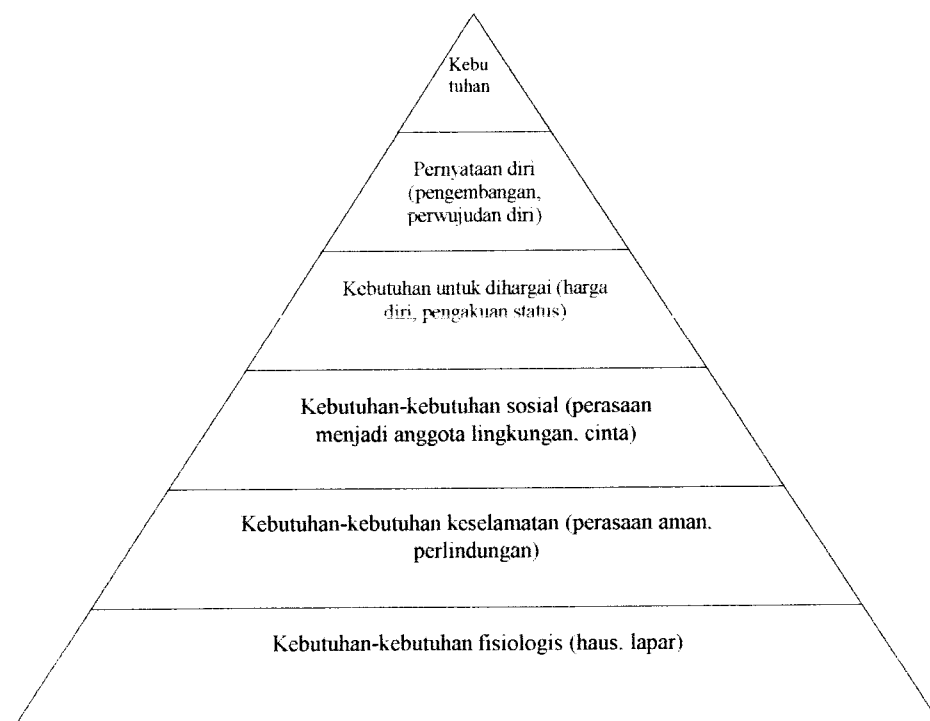 Kebu
tuhan
Pernyataan diri
(pengembangan,
perwujudan diri)
Kebutuhan untuk dihargai (harga
diri, pengakuan status)
Kebutuhan-kebutuhan sosial (perasaan
menjadi anggota lingkungan. cinta)
Kebutuhan-kebutuhan keselamatan (perasaan aman.
perlindungan)
Kebutuhan-kebutuhan fisiologis (haus. lapar)